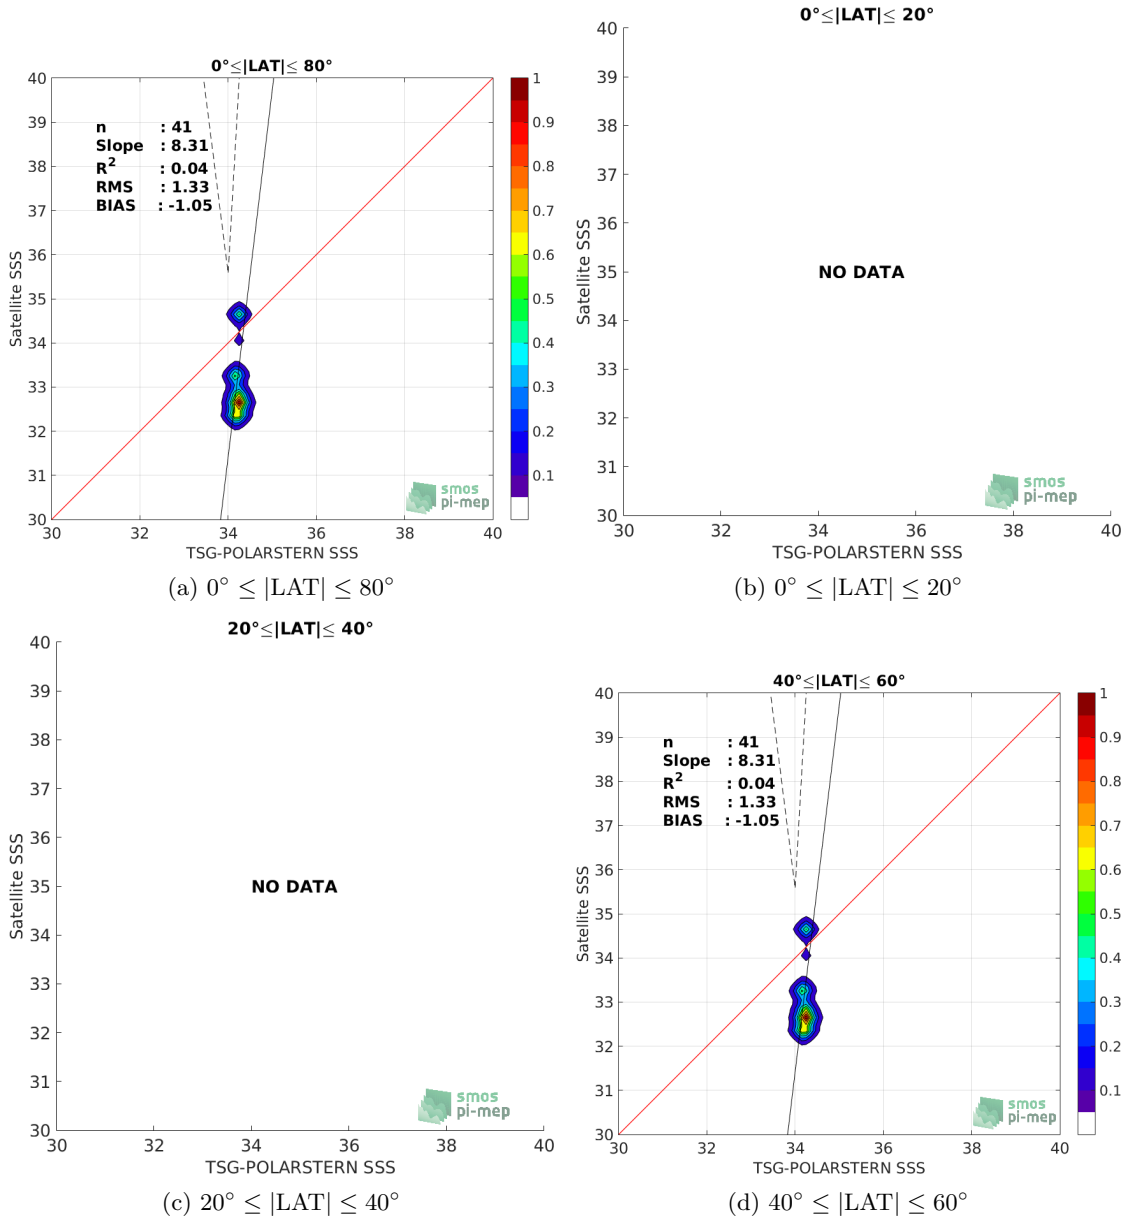 0°≤|LAT|≤ 80°
40
39
38
37
36
35
34
33
32
31
30
Satellite SSS
n : 41
Slope : 8.31
R2 : 0.04
RMS : 1.33
BIAS : -1.05
1
0.9
0.8
0.7
0.6
0.5
0.4
0.3
0.2
0.1
smos
pi-mep
30 32 34 36 38 40
TSG-POLARSTERN SSS
(a) 0° ≤ |LAT| ≤ 80°
0°≤|LAT|≤ 20°
40
39
38
37
36
35
34
33
32
31
30
Satellite SSS
NO DATA
smos
pi-mep
30 32 34 36 38 40
TSG-POLARSTERN SSS
(b) 0° ≤ |LAT| ≤ 20°
20°≤|LAT|≤ 40°
40
39
38
37
36
35
34
33
32
31
30
Satellite SSS
NO DATA
smos
pi-mep
30 32 34 36 38 40
TSG-POLARSTERN SSS
(c) 20° ≤ |LAT| ≤ 40°
40°≤|LAT|≤ 60°
40
39
38
37
36
35
34
33
32
31
30
Satellite SSS
n : 41
Slope : 8.31
R2 : 0.04
RMS : 1.33
BIAS : -1.05
1
0.9
0.8
0.7
0.6
0.5
0.4
0.3
0.2
0.1
smos
pi-mep
30 32 34 36 38 40
TSG-POLARSTERN SSS
(d) 40° ≤ |LAT| ≤ 60°